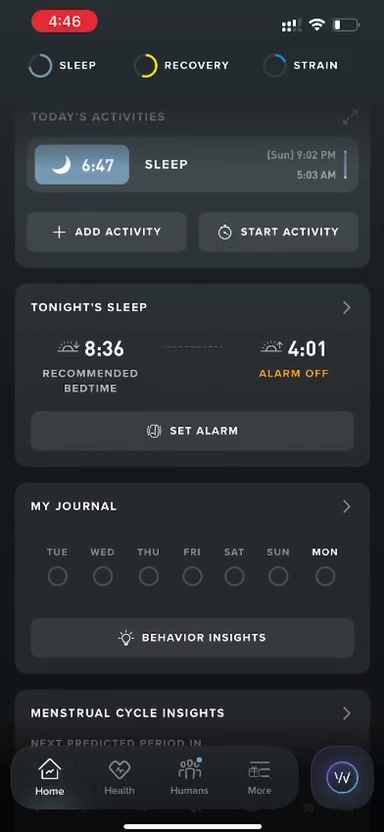 4:46
SLEEP
RECOVERY
STRAIN
TODAY'S ACTIVITIES
6:47
SLEEP
[Sun] 9:02 PM
5:03 AM
ADD ACTIVITY
START ACTIVITY
TONIGHT'S SLEEP
8:36
4:01
RECOMMENDED
BEDTIME
ALARM OFF
SET ALARM
MY JOURNAL
TUE WED THU FRI SAT SUN MON
BEHAVIOR INSIGHTS
MENSTRUAL CYCLE INSIGHTS
NEXT PREDICTED PERIOD IN
Home
Health
Humans
More
W
35